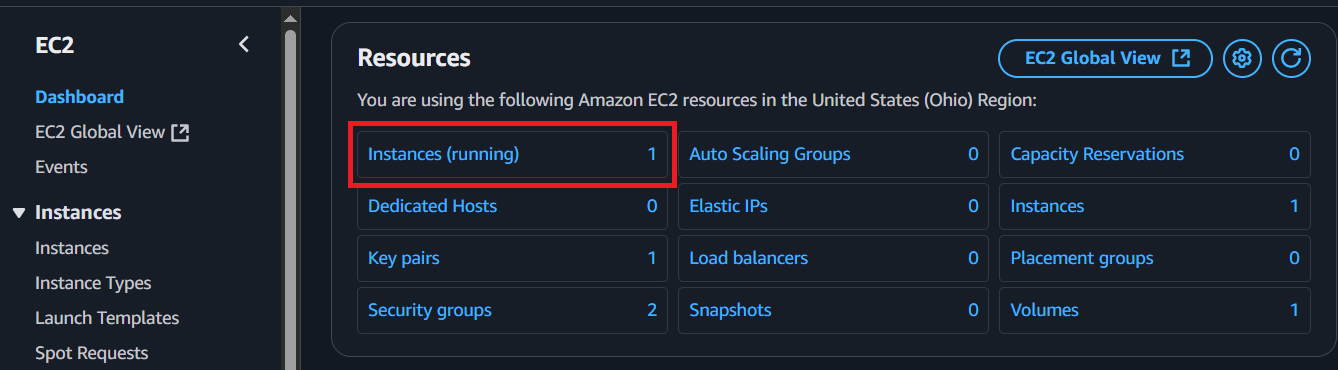 EC2
Dashboard
EC2 Global View
Events
Instances
Instances
Instance Types
Launch Templates
Spot Requests
Resources
EC2 Global View
You are using the following Amazon EC2 resources in the United States (Ohio) Region:
Instances (running) 1
Auto Scaling Groups 0
Capacity Reservations 0
Dedicated Hosts 0
Elastic IPs 0
Instances 1
Key pairs 1
Load balancers 0
Placement groups 0
Security groups 2
Snapshots 0
Volumes 1